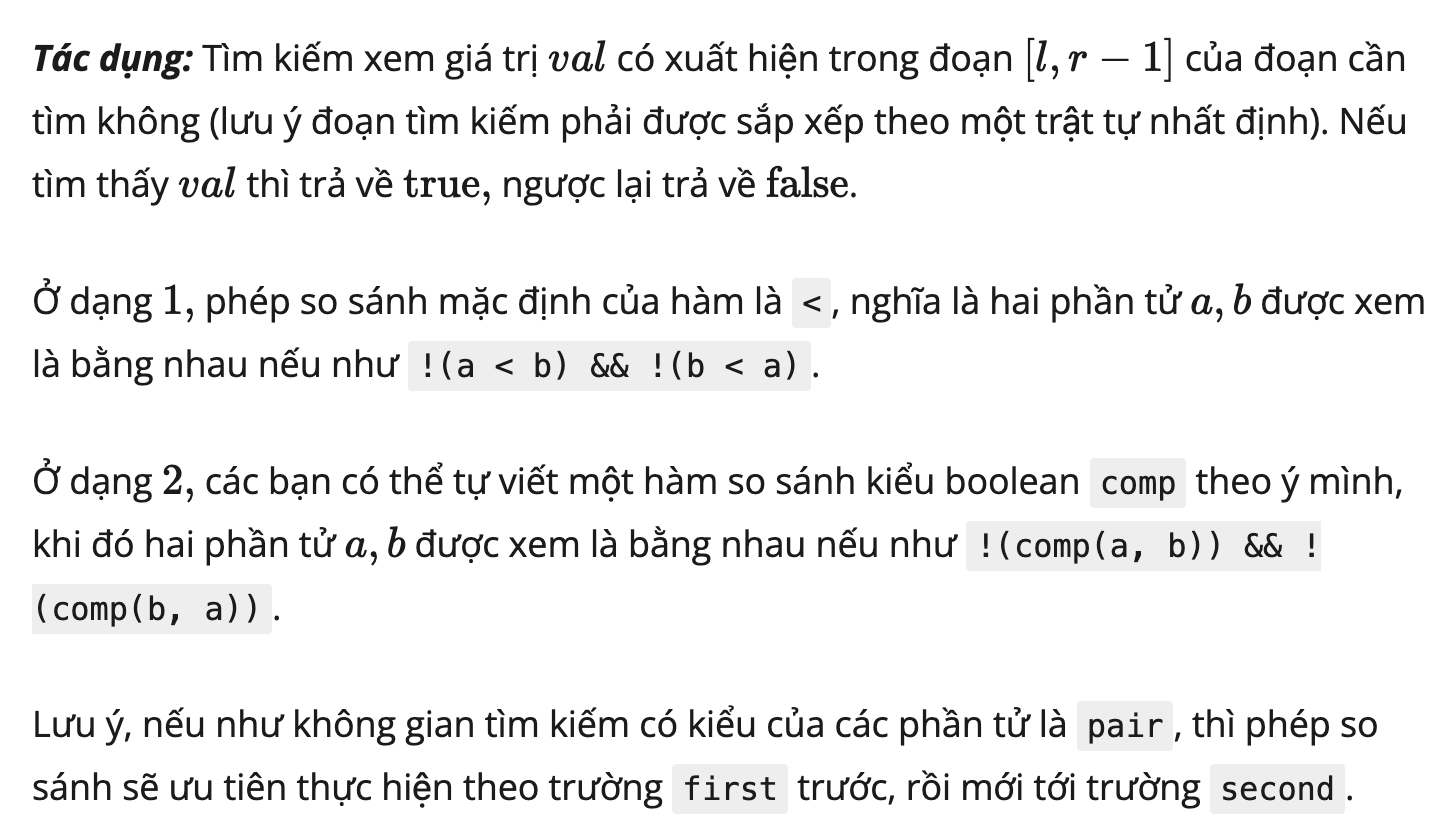 Tác dụng: Tìm kiếm xem giá trị val có xuất hiện trong đoạn [l, r − 1] của đoạn cần
tìm không (lưu ý đoạn tìm kiếm phải được sắp xếp theo một trật tự nhất định). Nếu
tìm thấy val thì trả về true, ngược lại trả về false.
Ở dạng 1, phép so sánh mặc định của hàm là <, nghĩa là hai phần tử a, b được xem
là bằng nhau nếu như !(a < b) && !(b < a).
Ở dạng 2, các bạn có thể tự viết một hàm so sánh kiểu boolean comp theo ý mình,
khi đó hai phần tử a, b được xem là bằng nhau nếu như !(comp(a, b)) && !
(comp(b, a)).
Lưu ý, nếu như không gian tìm kiếm có kiểu của các phần tử là pair, thì phép so
sánh sẽ ưu tiên thực hiện theo trường first trước, rồi mới tới trường second.